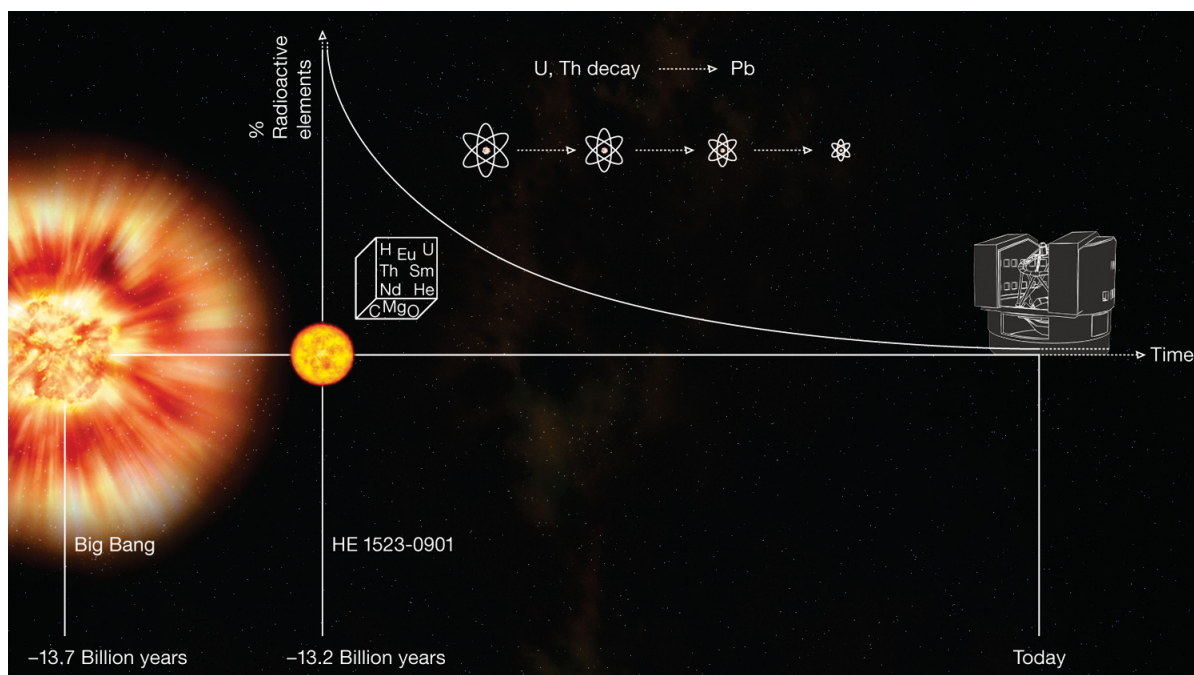 %
Radioactive
elements
U, Th decay
Pb
H Eu U
Th Sm
Nd He
C Mg O
Time
Big Bang
HE 1523-0901
–13.7 Billion years
–13.2 Billion years
Today